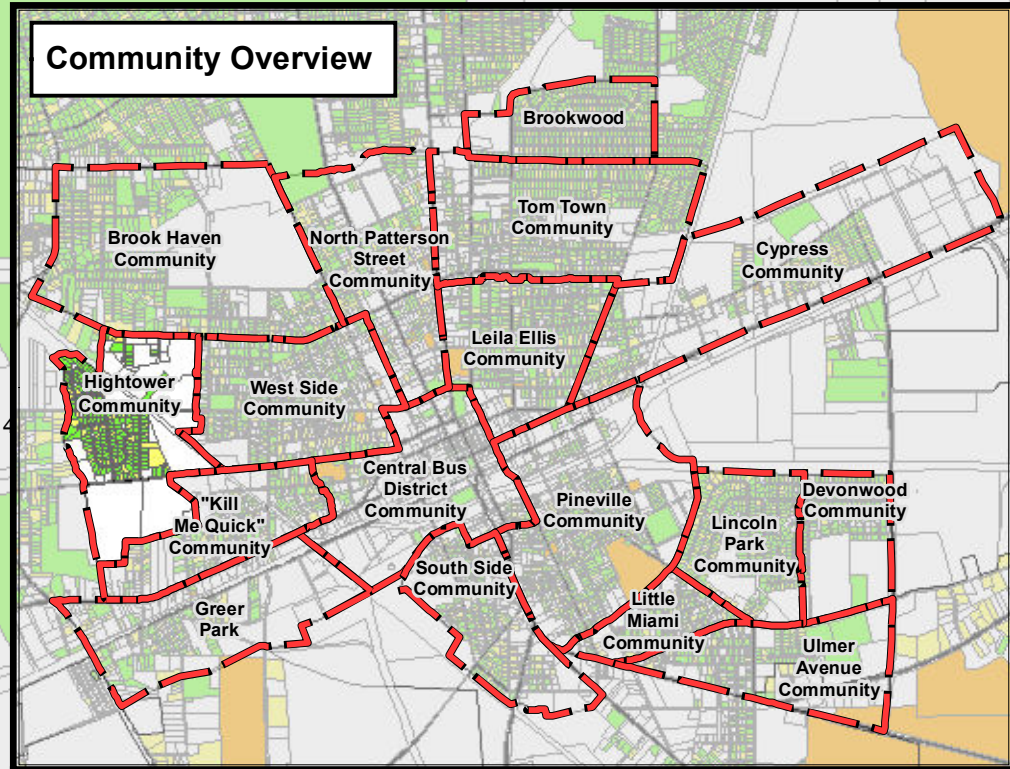 Community Overview
Brookwood
Tom Town
Community
Brook Haven
Community
North Patterson
Street
Community
Cypress
Community
Leila Ellis
Community
Hightower
Community
West Side
Community
4
Central Bus
District
Community
"Kill
Me Quick"
Community
Pineville
Community
Devonwood
Community
Lincoln
Park
Community
South Side
Community
Greer
Park
Little
Miami
Community
Ulmer
Avenue
Community